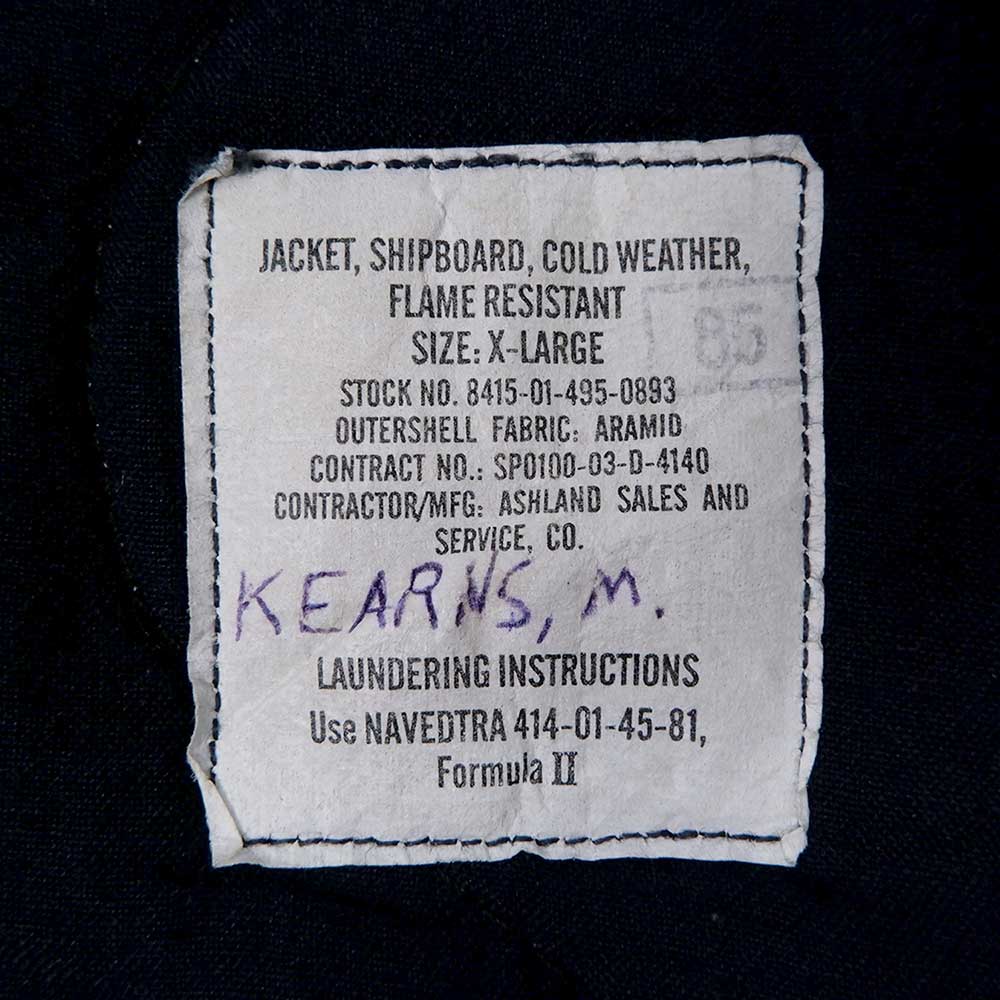 JACKET, SHIPBOARD, COLD WEATHER,
FLAME RESISTANT
85
SIZE: X-LARGE
STOCK NO. 8415-01-495-0893
OUTERSHELL FABRIC: ARAMID
CONTRACT NO.: SP0100-03-D-4140
CONTRACTOR/MFG: ASHLAND SALES AND
SERVICE, CO.
KEARNS, M.
LAUNDERING INSTRUCTIONS
Use NAVEDTRA 414-01-45-81,
Formula II